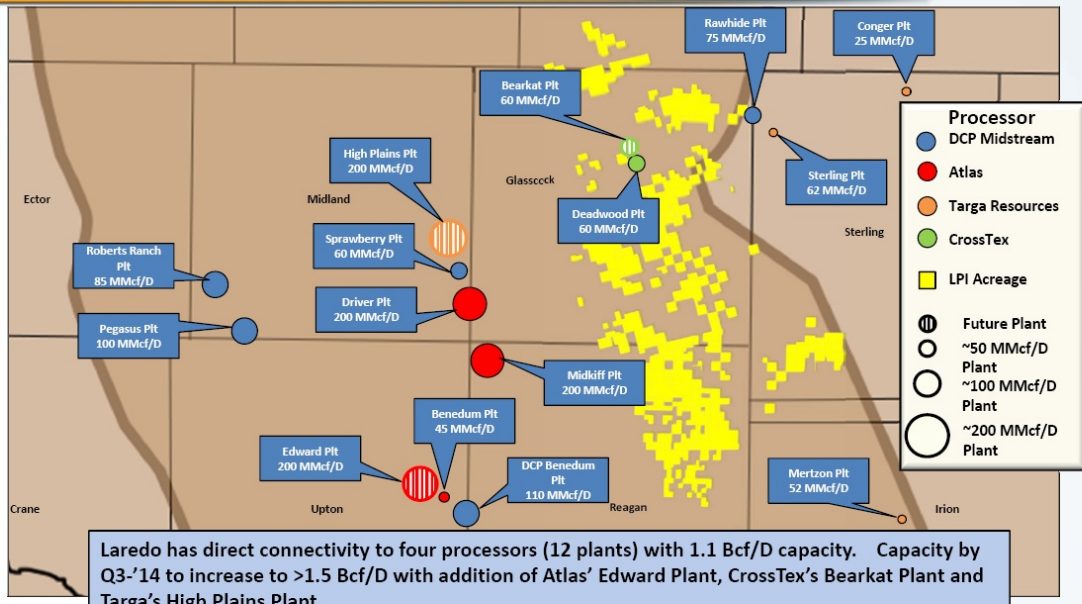 Rawhide Plt
75 MMcf/D
Conger Plt
25 MMcf/D
Bearkat Plt
60 MMcf/D
High Plains Plt
200 MMcf/D
Glasscock
Sterling Plt
62 MMcf/D
Ector
Midland
Deadwood Plt
60 MMcf/D
Sterling
Sprawberry Plt
60 MMcf/D
Roberts Ranch
Plt
85 MMcf/D
Driver Plt
200 MMcf/D
Pegasus Plt
100 MMcf/D
Midkiff Plt
200 MMcf/D
Benedum Plt
45 MMcf/D
Edward Plt
200 MMcf/D
DCP Benedum
Plt
110 MMcf/D
Mertzon Plt
52 MMcf/D
Crane
Upton
Reagan
Irion
Processor
DCP Midstream
Atlas
Targa Resources
CrossTex
LPI Acreage
Future Plant
~50 MMcf/D
Plant
~100 MMcf/D
Plant
~200 MMcf/D
Plant
Laredo has direct connectivity to four processors (12 plants) with 1.1 Bcf/D capacity. Capacity by
Q3-’14 to increase to >1.5 Bcf/D with addition of Atlas’ Edward Plant, CrossTex’s Bearkat Plant and
Targa’s High Plains Plant